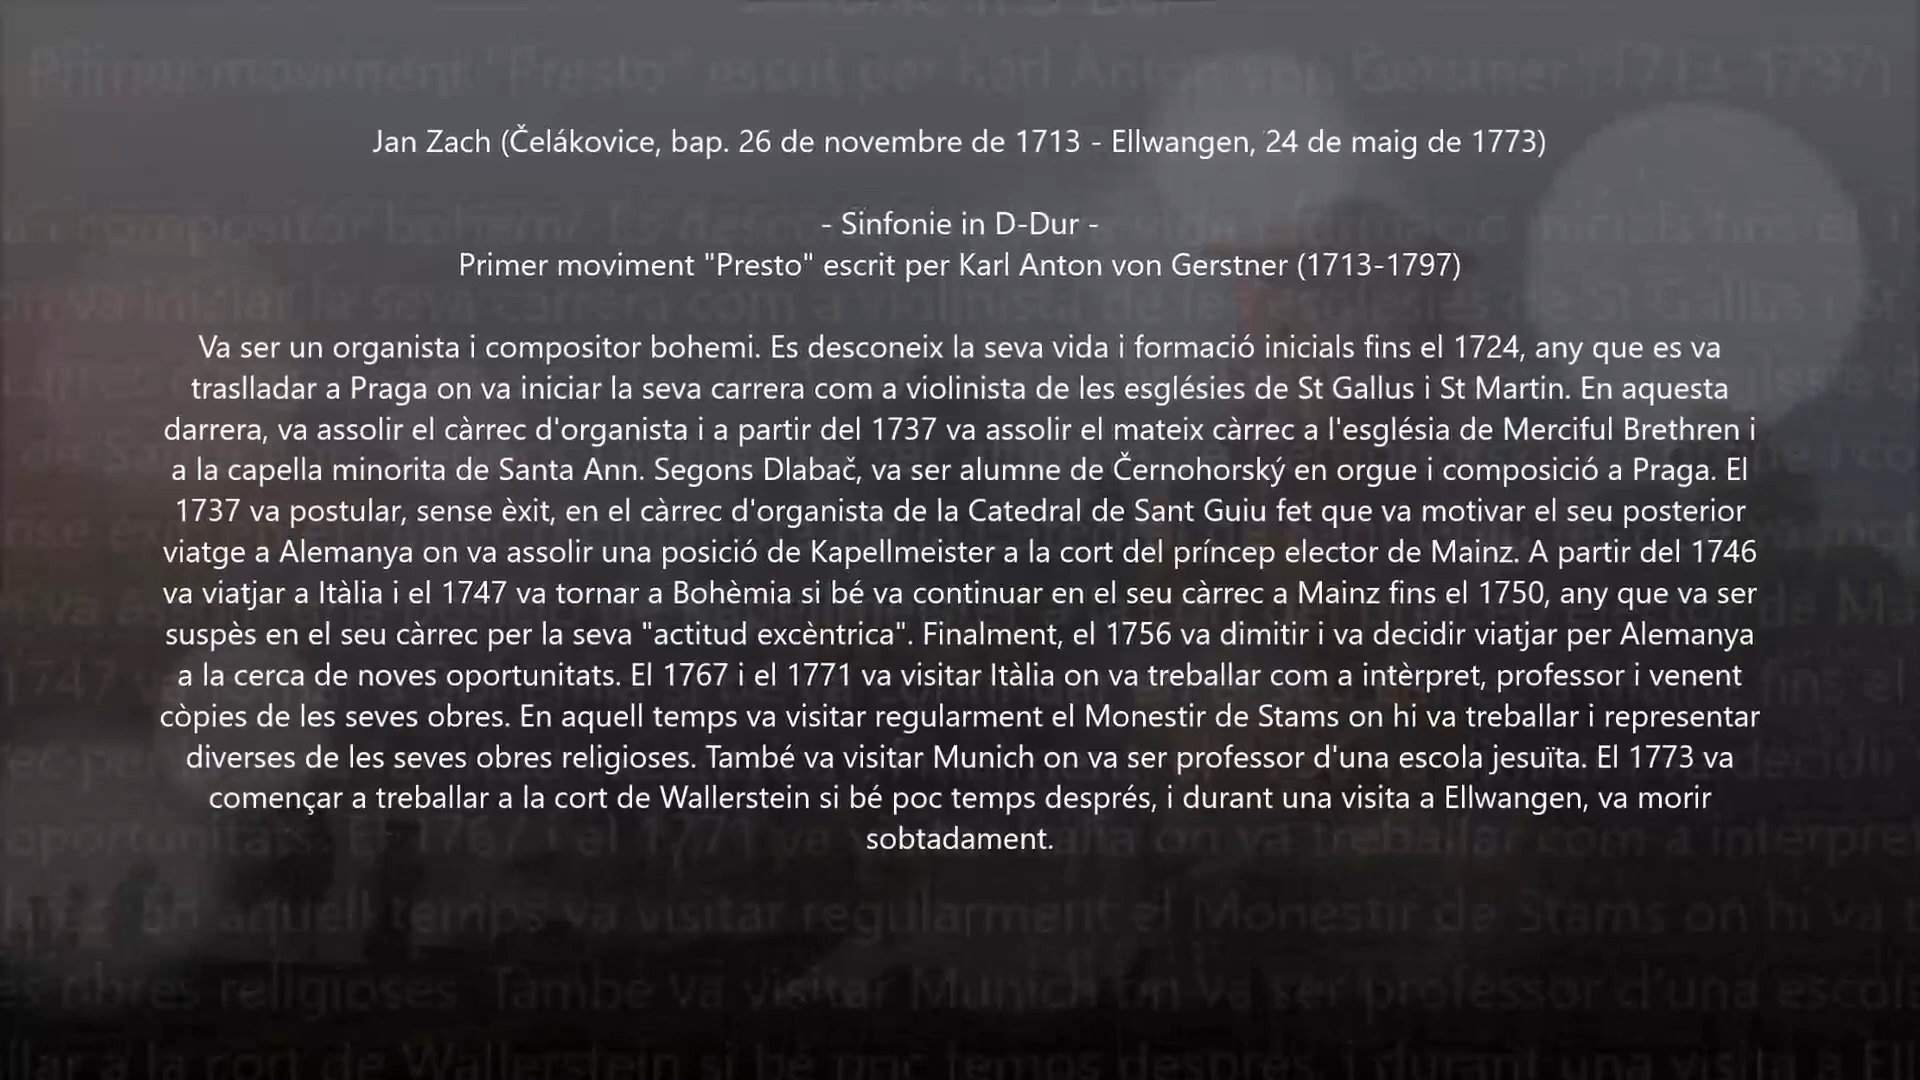 Jan Zach (Čelákovice, bap. 26 de novembre de 1713 - Ellwangen, 24 de maig de 1773)
- Sinfonie in D-Dur -
Primer moviment "Presto" escrit per Karl Anton von Gerstner (1713-1797)
Va ser un organista i compositor bohemi. Es desconeix la seva vida i formació inicials fins el 1724, any que es va
traslladar a Praga on va iniciar la seva carrera com a violinista de les esglésies de St Gallus i St Martin. En aquesta
darrera, va assolir el càrrec d'organista i a partir del 1737 va assolir el mateix càrrec a l'església de Merciful Brethren i
a la capella minorita de Santa Ann. Segons Dlabač, va ser alumne de Černohorský en orgue i composició a Praga. El
1737 va postular, sense èxit, en el càrrec d'organista de la Catedral de Sant Guiu fet que va motivar el seu posterior
viatge a Alemanya on va assolir una posició de Kapellmeister a la cort del príncep elector de Mainz. A partir del 1746
va viatjar a Itàlia i el 1747 va tornar a Bohèmia si bé va continuar en el seu càrrec a Mainz fins el 1750, any que va ser
suspès en el seu càrrec per la seva "actitud excèntrica". Finalment, el 1756 va dimitir i va decidir viatjar per Alemanya
a la cerca de noves oportunitats. El 1767 i el 1771 va visitar Itàlia on va treballar com a intèrpret, professor i venent
còpies de les seves obres. En aquell temps va visitar regularment el Monestir de Stams on hi va treballar i representar
diverses de les seves obres religioses. També va visitar Munich on va ser professor d'una escola jesuïta. El 1773 va
començar a treballar a la cort de Wallerstein si bé poc temps després, i durant una visita a Ellwangen, va morir
sobtadament.